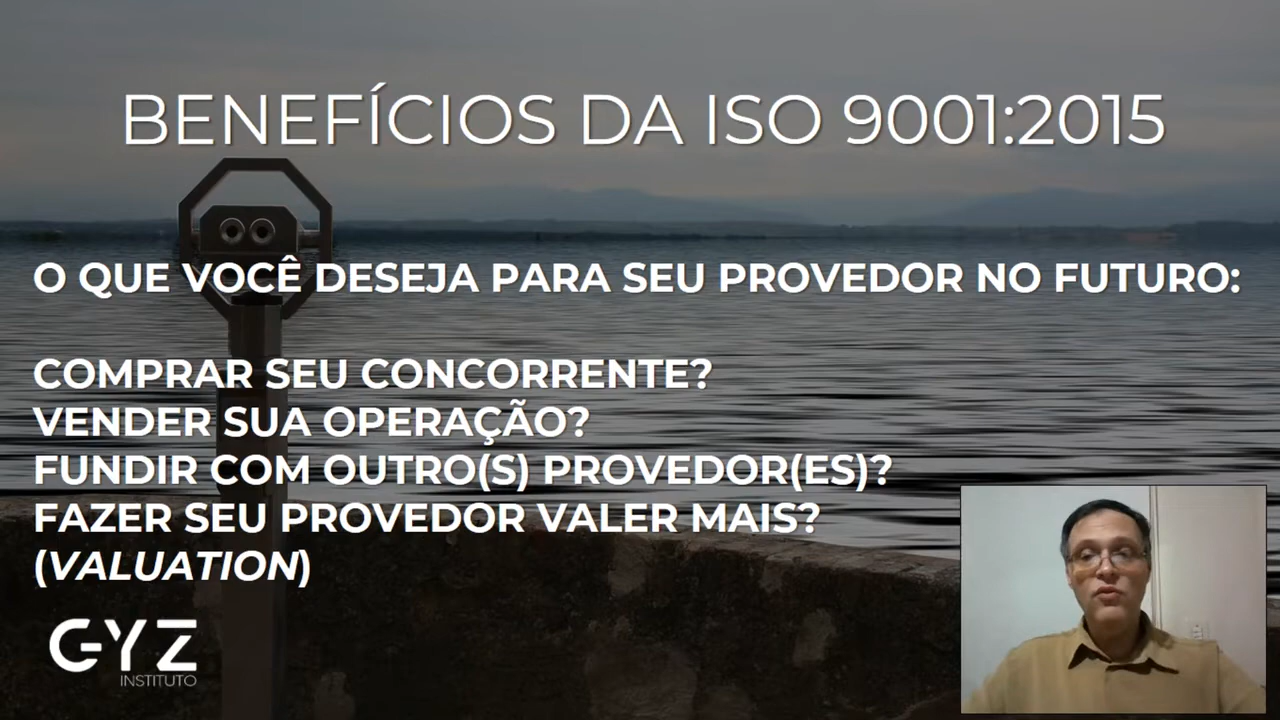 BENEFÍCIOS DA ISO 9001:2015
O QUE VOCÊ DESEJA PARA SEU PROVEDOR NO FUTURO:
COMPRAR SEU CONCORRENTE?
VENDER SUA OPERAÇÃO?
FUNDIR COM OUTRO(S) PROVEDOR(ES)?
FAZER SEU PROVEDOR VALER MAIS?
(VALUATION)
GYZ
INSTITUTO